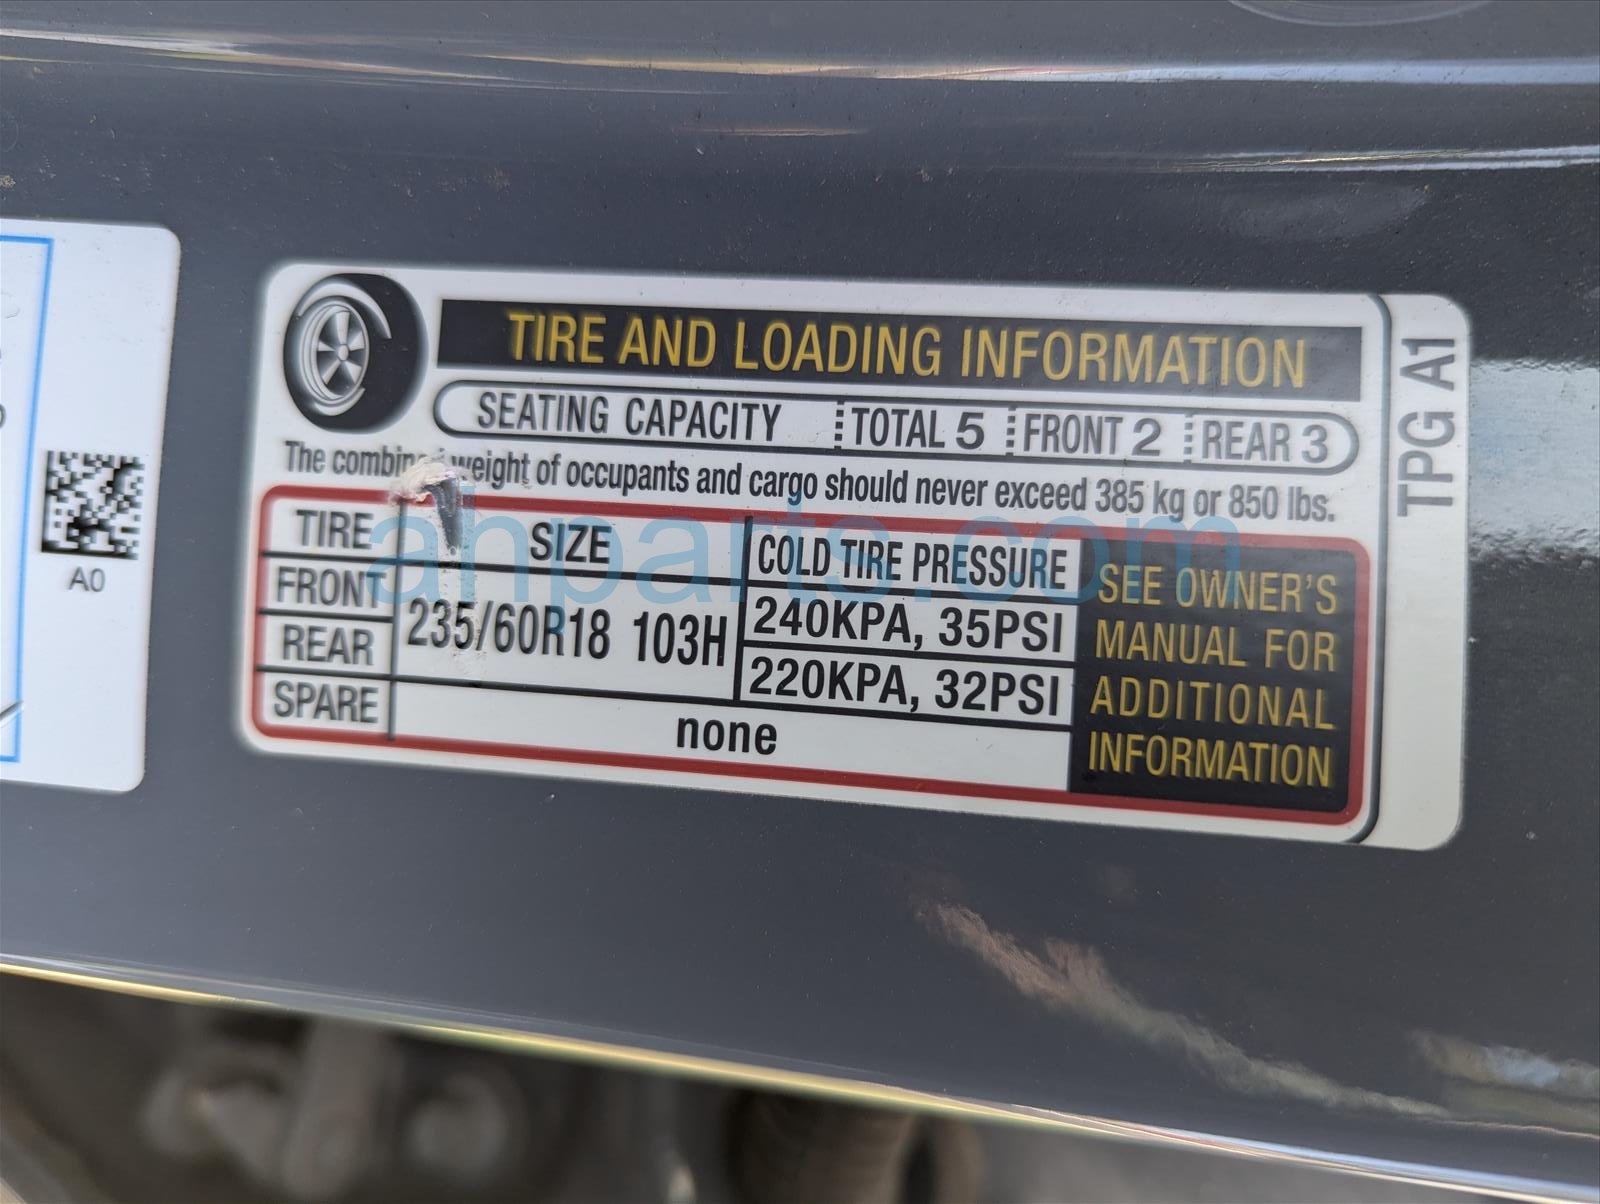 TIRE AND LOADING INFORMATION
SEATING CAPACITY TOTAL 5 FRONT 2 REAR 3
The weight of occupants and cargo should never exceed 385 kg or 850 lbs.
TIRE SIZE COLD TIRE PRESSURE
FRONT 235/60R18 103H 240KPA, 35PSI
REAR 220KPA, 32PSI
SPARE none
SEE OWNER'S
MANUAL FOR
ADDITIONAL
INFORMATION
TPG A1
A0
ahparts.com